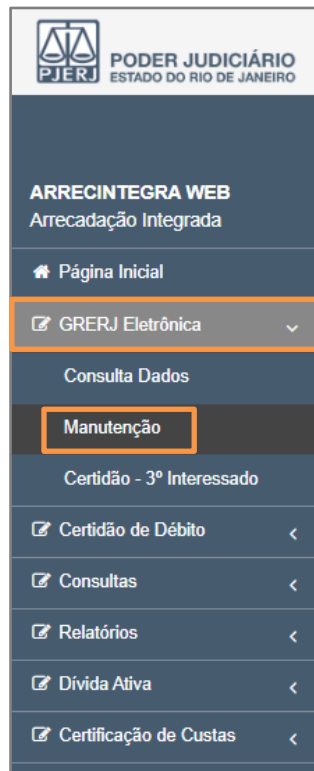 PJERJ
PODER JUDICIÁRIO
ESTADO DO RIO DE JANEIRO
ARRECINTEGRA WEB
Arrecadação Integrada
Página Inicial
GRERJ Eletrônica
Consulta Dados
Manutenção
Certidão - 3º Interessado
Certidão de Débito
Consultas
Relatórios
Dívida Ativa
Certificação de Custas